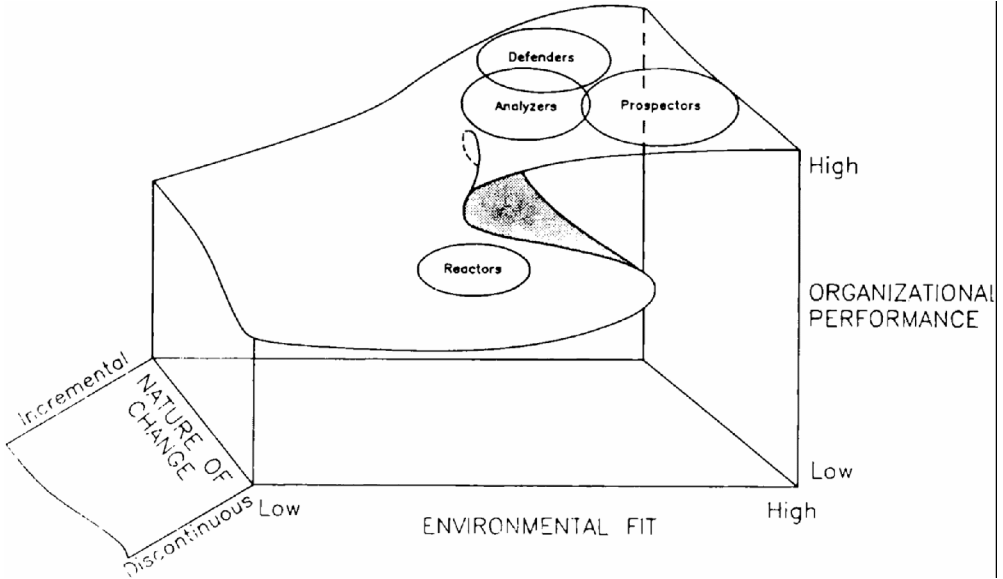 Defenders
Analyzers
Prospectors
High
Reactors
ORGANIZATIONAL
PERFORMANCE
Incremental
NATURE OF
CHANGE
Discontinuous
Low
Low
High
ENVIRONMENTAL FIT